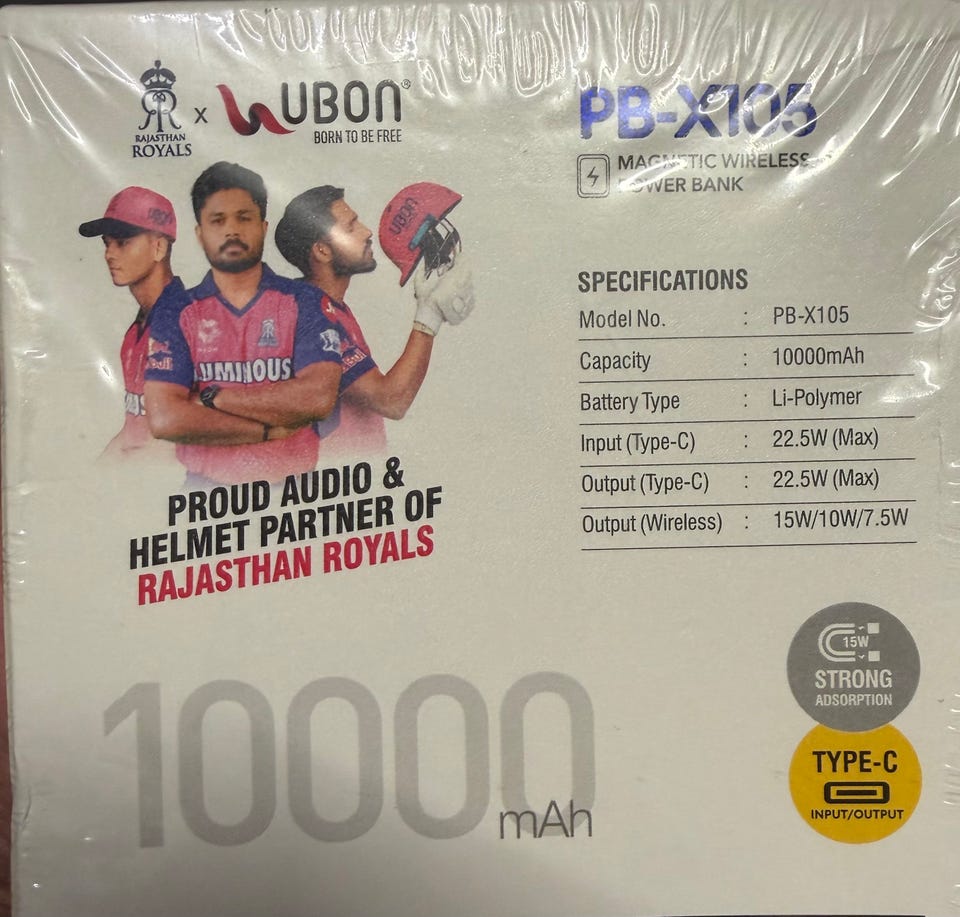 RAJASTHAN
ROYALS
x
UBON®
BORN TO BE FREE
PB-X105
MAGNETIC WIRELESS
POWER BANK
UBON
UBON
LUMINOUS
PROUD AUDIO &
HELMET PARTNER OF
RAJASTHAN ROYALS
SPECIFICATIONS
Model No. : PB-X105
Capacity : 10000mAh
Battery Type : Li-Polymer
Input (Type-C) : 22.5W (Max)
Output (Type-C) : 22.5W (Max)
Output (Wireless) : 15W/10W/7.5W
15W
STRONG
ADSORPTION
TYPE-C
INPUT/OUTPUT
10000
mAh